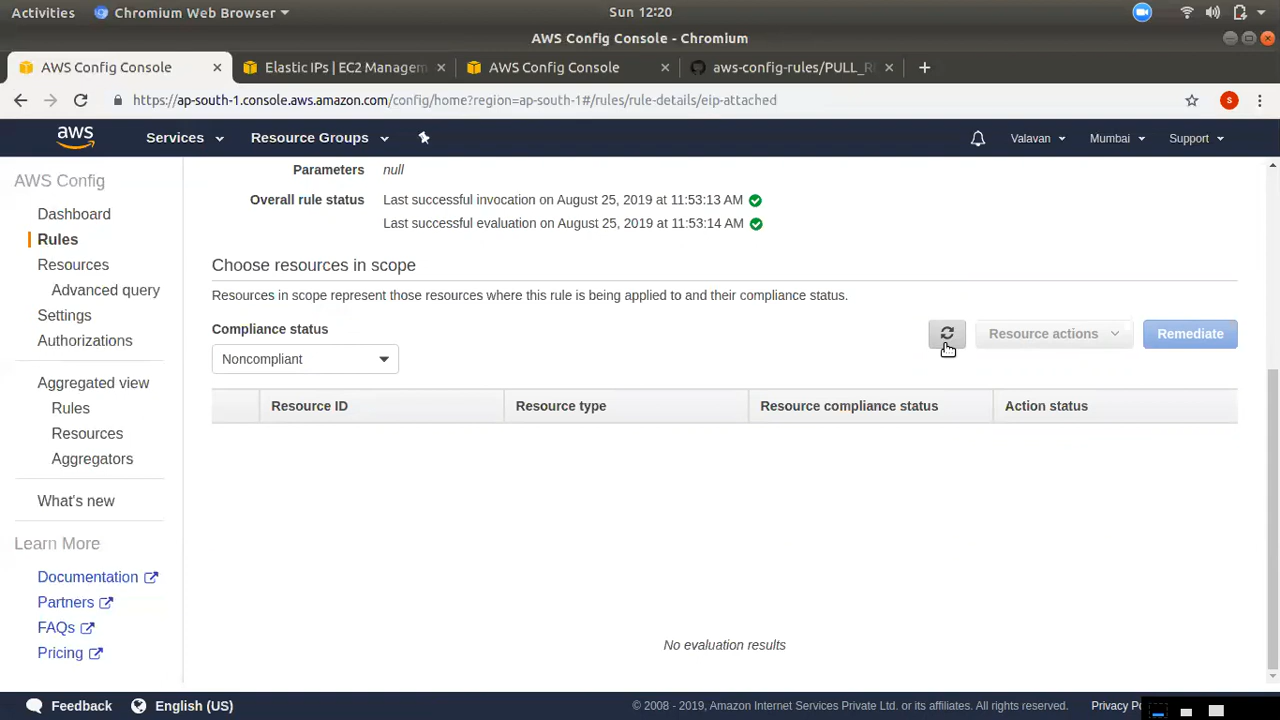 Activities Chromium Web Browser Sun 12:20
AWS Config Console - Chromium
AWS Config Console Elastic IPs | EC2 Managem AWS Config Console aws-config-rules/PULL_R
https://ap-south-1.console.aws.amazon.com/config/home?region=ap-south-1#/rules/rule-details/eip-attached S
aws Services Resource Groups Valavan Mumbai Support
AWS Config
Dashboard
Rules
Resources
Advanced query
Settings
Authorizations
Aggregated view
Rules
Resources
Aggregators
What's new
Learn More
Documentation
Partners
FAQs
Pricing
Parameters null
Overall rule status Last successful invocation on August 25, 2019 at 11:53:13 AM
Last successful evaluation on August 25, 2019 at 11:53:14 AM
Choose resources in scope
Resources in scope represent those resources where this rule is being applied to and their compliance status.
Compliance status
Noncompliant Resource actions Remediate
Resource ID Resource type Resource compliance status Action status
No evaluation results
Feedback English (US) © 2008 - 2019, Amazon Internet Services Private Ltd. or its affiliates. All rights reserved. Privacy Po